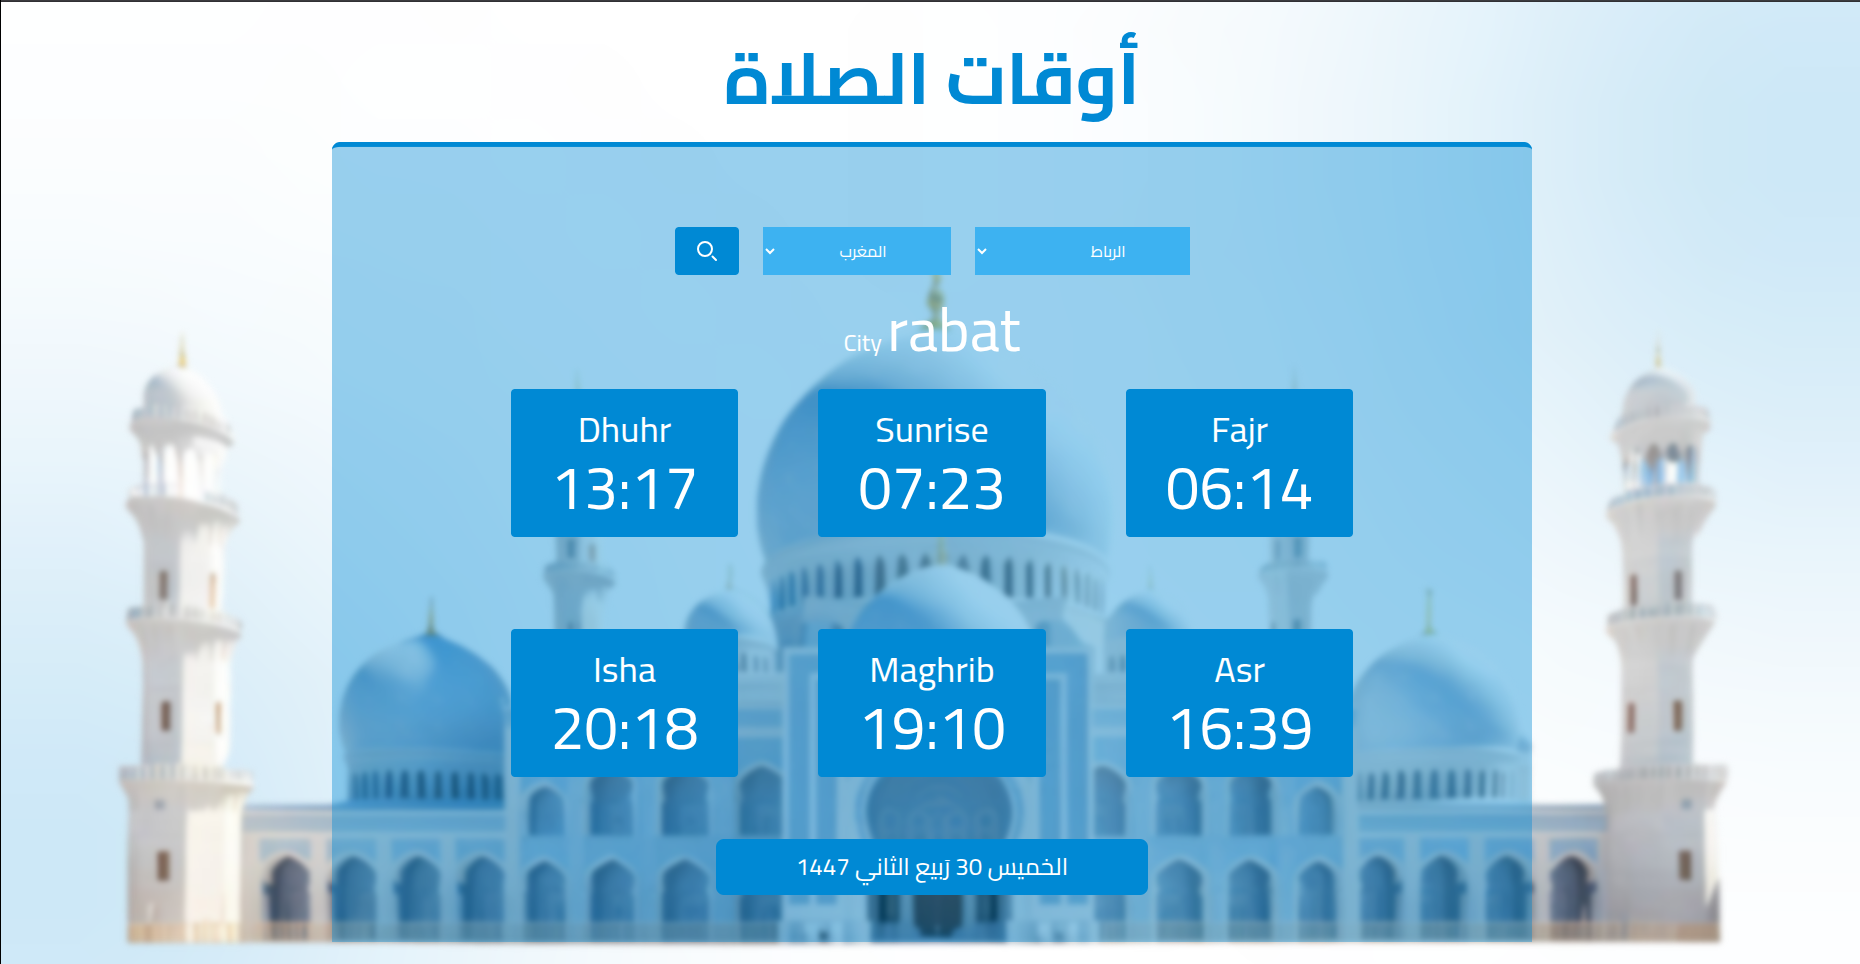 أوقات الصلاة
الرباط
المغرب
City rabat
Fajr
06:14
Sunrise
07:23
Dhuhr
13:17
Asr
16:39
Maghrib
19:10
Isha
20:18
الخميس 30 رَبيع الثاني 1447